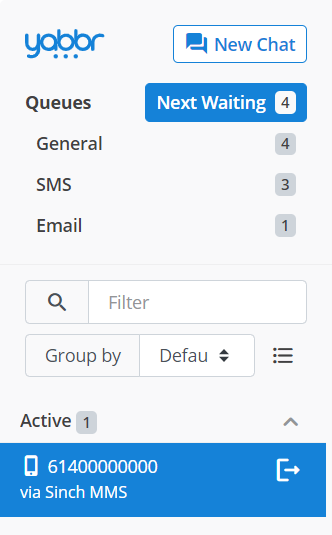 yabbr
New Chat
Queues
Next Waiting 4
General 4
SMS 3
Email 1
Filter
Group by Defau
Active 1
61400000000
via Sinch MMS